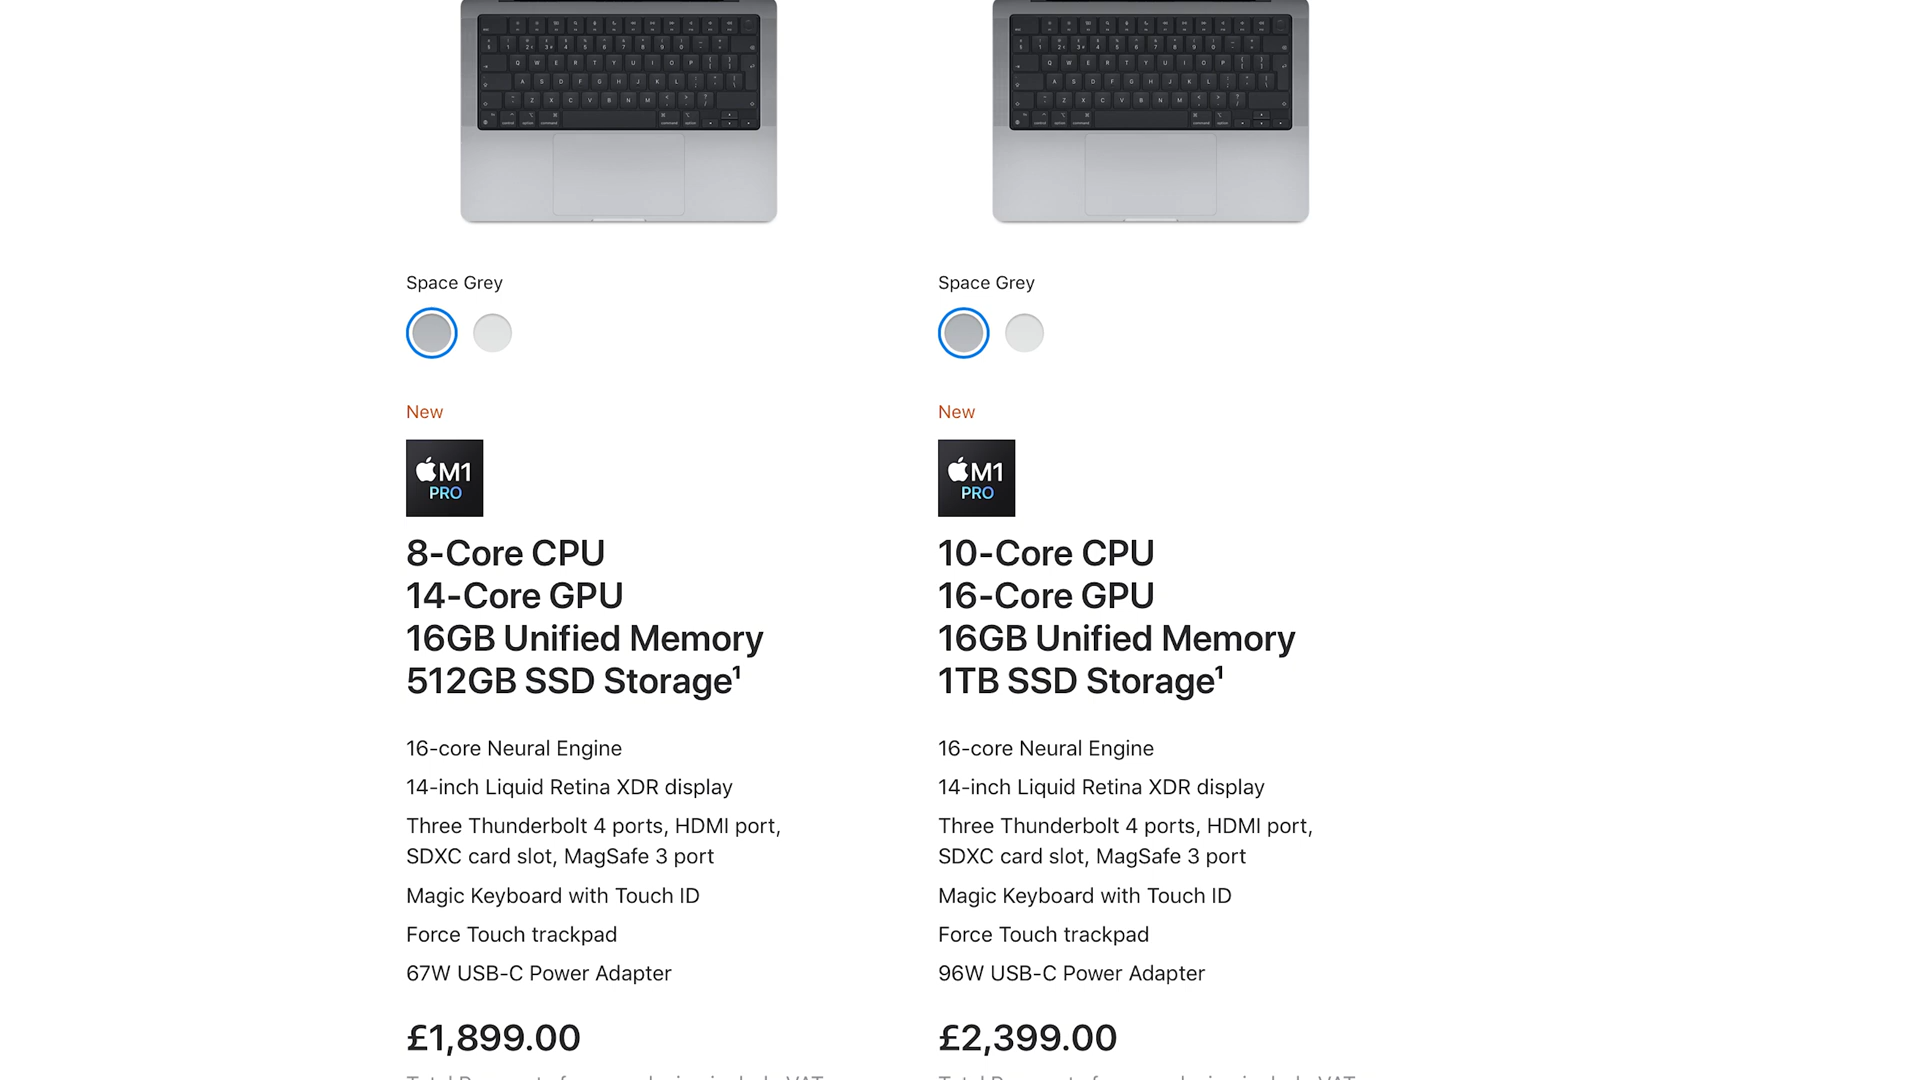 Space Grey
New
M1
PRO
8-Core CPU
14-Core GPU
16GB Unified Memory
512GB SSD Storage¹
16-core Neural Engine
14-inch Liquid Retina XDR display
Three Thunderbolt 4 ports, HDMI port,
SDXC card slot, MagSafe 3 port
Magic Keyboard with Touch ID
Force Touch trackpad
67W USB-C Power Adapter
£1,899.00
Space Grey
New
M1
PRO
10-Core CPU
16-Core GPU
16GB Unified Memory
1TB SSD Storage¹
16-core Neural Engine
14-inch Liquid Retina XDR display
Three Thunderbolt 4 ports, HDMI port,
SDXC card slot, MagSafe 3 port
Magic Keyboard with Touch ID
Force Touch trackpad
96W USB-C Power Adapter
£2,399.00